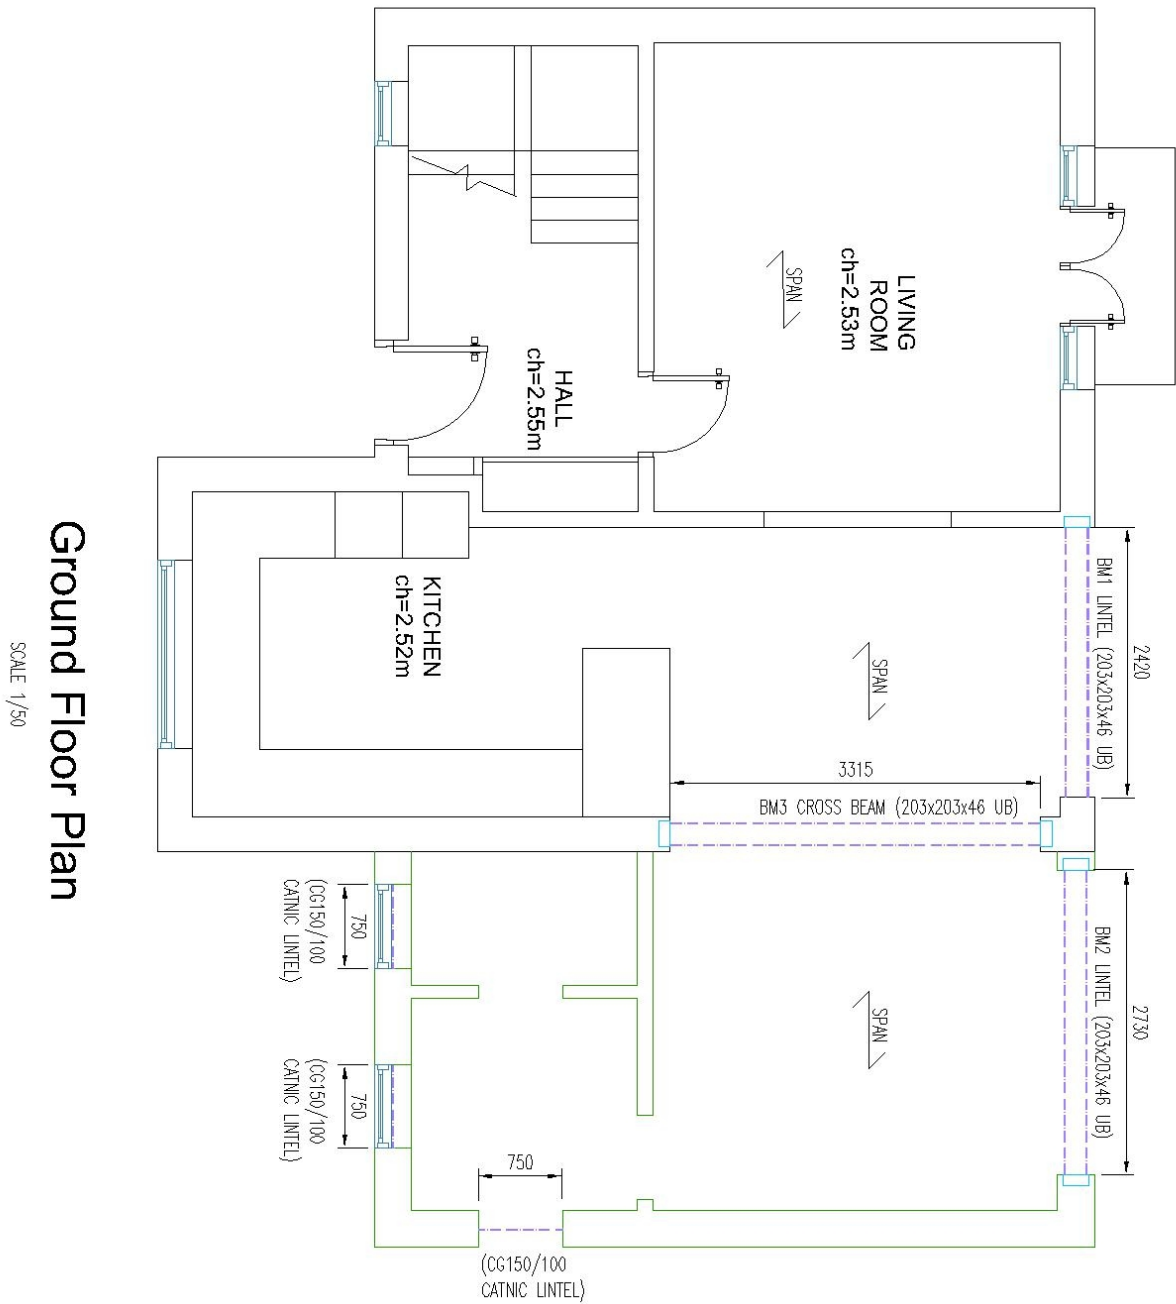 LIVING
ROOM
ch=2.53m
SPAN
HALL
ch=2.55m
KITCHEN
ch=2.52m
SPAN
BM1 LINTEL (203x203x46 UB)
2420
3315
BM3 CROSS BEAM (203x203x46 UB)
BM2 LINTEL (203x203x46 UB)
2730
SPAN
750
(CG150/100
CATNIC LINTEL)
750
(CG150/100
CATNIC LINTEL)
750
(CG150/100
CATNIC LINTEL)
Ground Floor Plan
SCALE 1/50